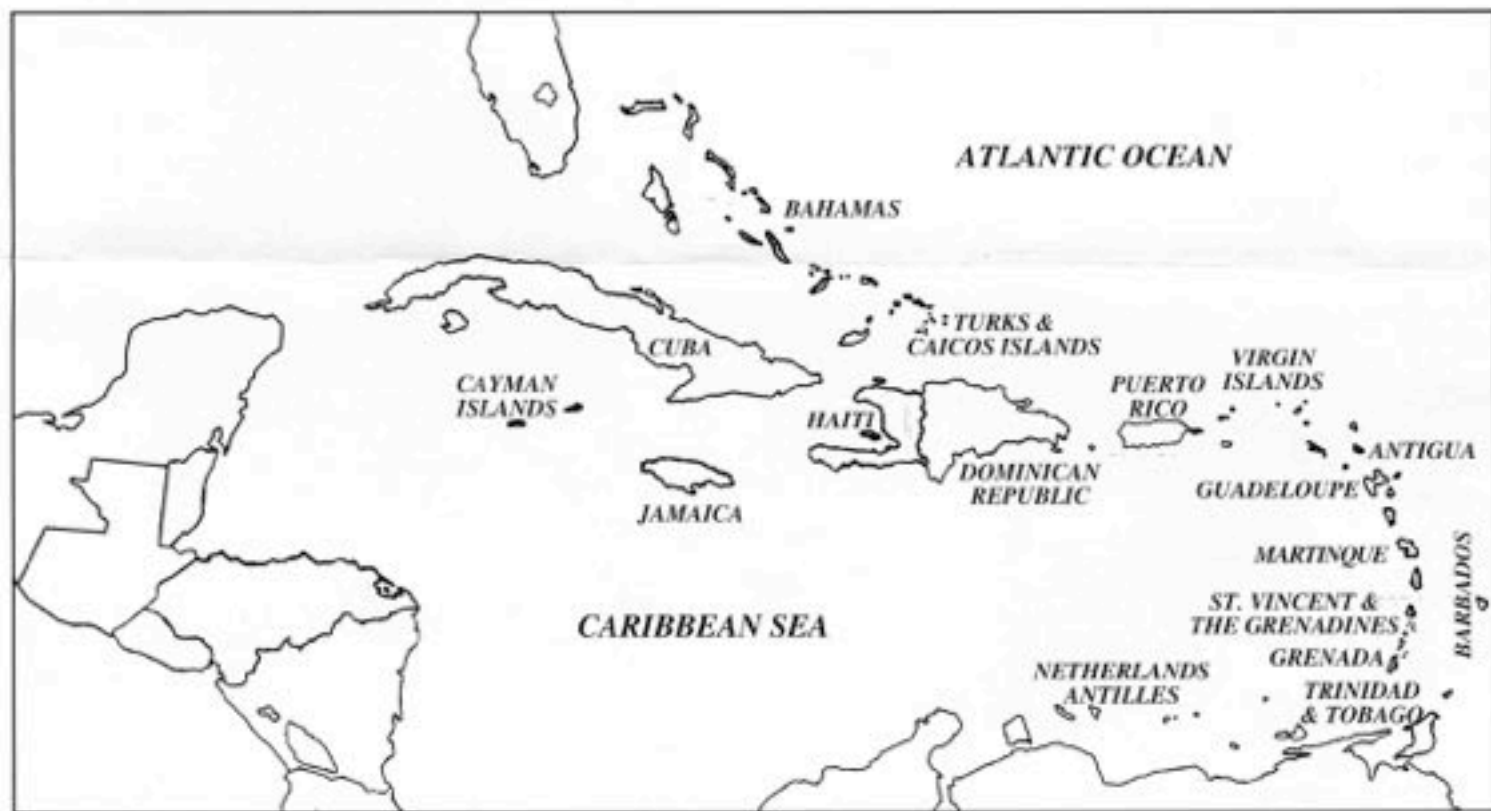 ATLANTIC OCEAN
BAHAMAS
TURKS &
CAICOS ISLANDS
CUBA
CAYMAN
ISLANDS
VIRGIN
ISLANDS
PUERTO
RICO
HAITI
ANTIGUA
DOMINICAN
REPUBLIC
GUADELOUPE
JAMAICA
MARTINQUE
BARBADOS
ST. VINCENT &
THE GRENADINES
CARIBBEAN SEA
GRENADA
NETHERLANDS
ANTILLES
TRINIDAD
& TOBAGO